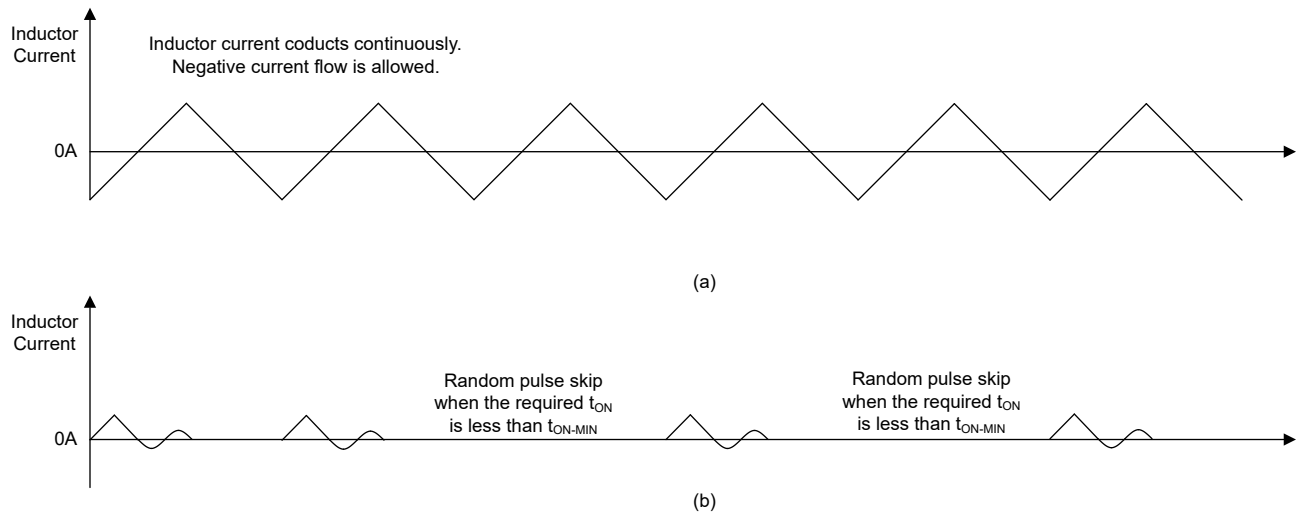 Inductor
Current
Inductor current coducts continuously.
Negative current flow is allowed.
0A
(a)
Inductor
Current
Random pulse skip
when the required tON
is less than tON-MIN
Random pulse skip
when the required tON
is less than tON-MIN
0A
(b)